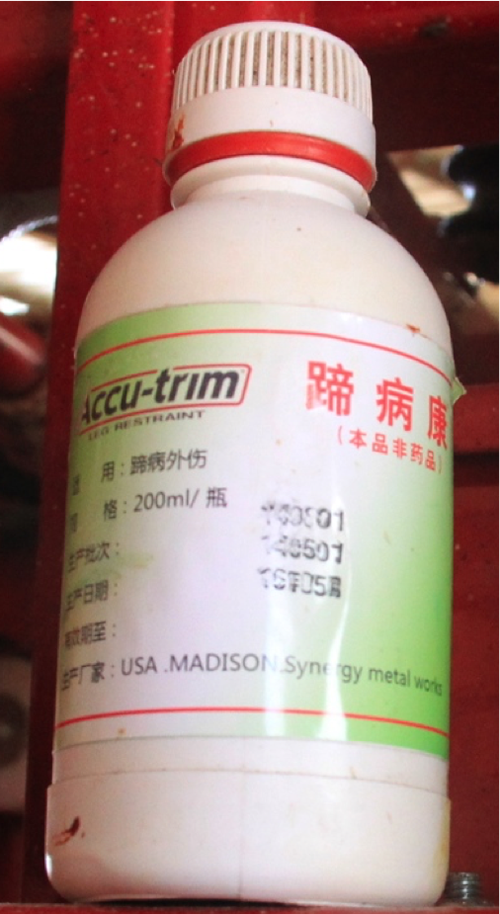 Accu-trim
LEG RESTRAINT
蹄病康
（本品非药品）
用：蹄病外伤
格：200ml/ 瓶
生产批次：
生产日期：
有效期至：
生产厂家：USA .MADISON.Synergy metal works